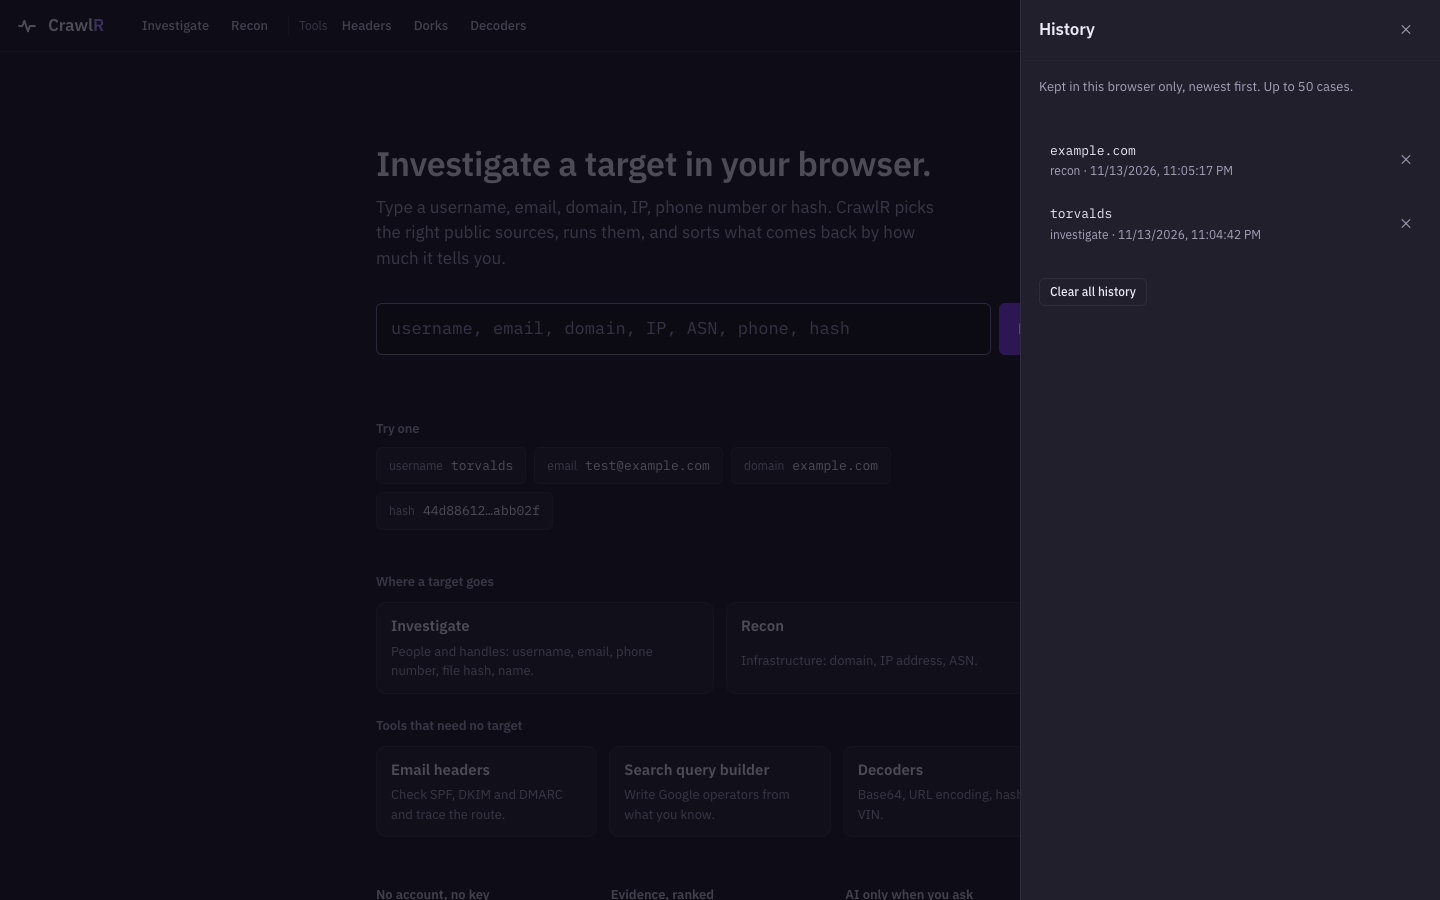 CrawlR
Investigate
Recon
Tools
Headers
Dorks
Decoders
Investigate a target in your browser.
Type a username, email, domain, IP, phone number or hash. CrawlR picks
the right public sources, runs them, and sorts what comes back by how
much it tells you.
username, email, domain, IP, ASN, phone, hash
Try one
username torvalds
email test@example.com
domain example.com
hash 44d88612…abb02f
Where a target goes
Investigate
People and handles: username, email, phone
number, file hash, name.
Recon
Infrastructure: domain, IP address, ASN.
Tools that need no target
Email headers
Check SPF, DKIM and DMARC
and trace the route.
Search query builder
Write Google operators from
what you know.
Decoders
Base64, URL encoding, hash
VIN.
No account, no key
Evidence, ranked
AI only when you ask
History
Kept in this browser only, newest first. Up to 50 cases.
example.com
recon · 11/13/2026, 11:05:17 PM
torvalds
investigate · 11/13/2026, 11:04:42 PM
Clear all history